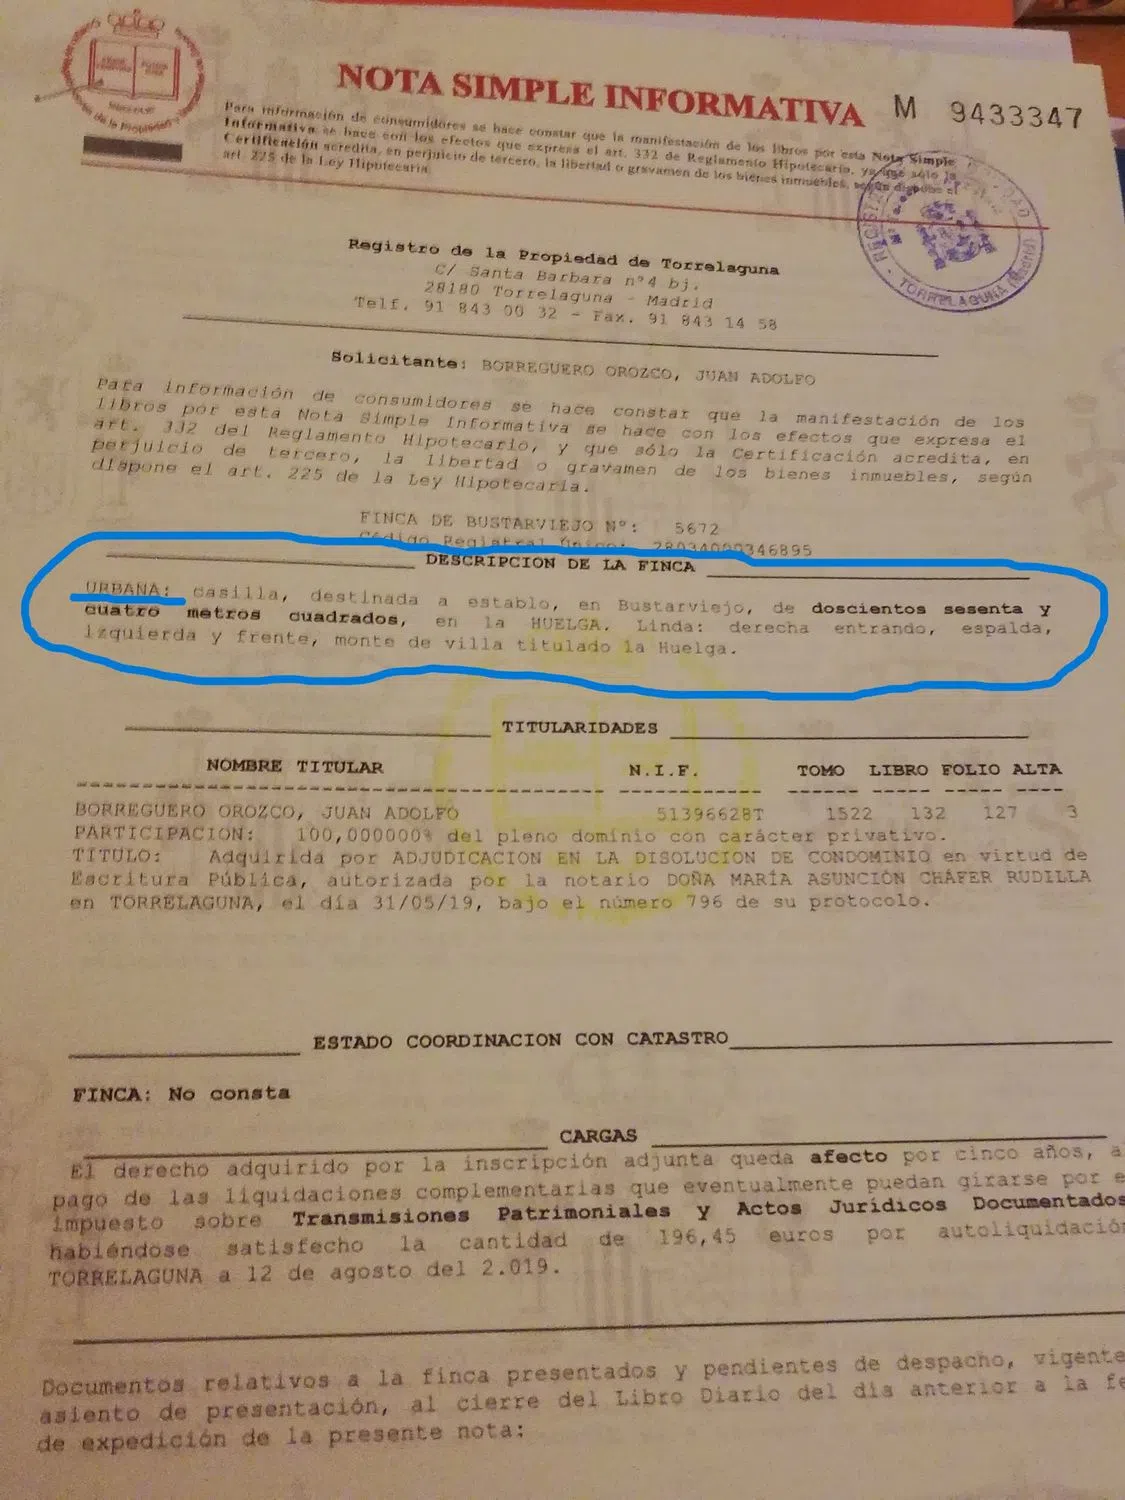 NOTA SIMPLE INFORMATIVA
M 9433347
Para información de consumidores se hace constar que la manifestación de los libros por esta Nota Simple
Informativa se hace con los efectos que expresa el art. 332 de Reglamento Hipotecario, ya que sólo la
Certificación acredita, en perjuicio de tercero, la libertad o gravamen de los bienes inmuebles, según dispone el
art. 225 de la Ley Hipotecaria
TORRELAGUNA (Madrid)
Registro de la Propiedad de Torrelaguna
C/ Santa Barbara nº4 bj.
28180 Torrelaguna - Madrid
Telf. 91 843 00 32 - Fax. 91 843 14 58
Solicitante: BORREGUERO OROZCO, JUAN ADOLFO
Para información de consumidores se hace constar que la manifestación de los
libros por esta Nota Simple Informativa se hace con los efectos que expresa el
art. 332 del Reglamento Hipotecario, y que sólo la Certificación acredita, en
perjuicio de tercero, la libertad o gravamen de los bienes inmuebles, según
dispone el art. 225 de la Ley Hipotecaria.
FINCA DE BUSTARVIEJO Nº: 5672
Código Registral Único: 28034000346895
DESCRIPCION DE LA FINCA
URBANA: casilla, destinada a establo, en Bustarviejo, de doscientos sesenta y
cuatro metros cuadrados, en la HUELGA. Linda: derecha entrando, espalda,
izquierda y frente, monte de villa titulado la Huelga.
TITULARIDADES
NOMBRE TITULAR N.I.F. TOMO LIBRO FOLIO ALTA
BORREGUERO OROZCO, JUAN ADOLFO 51396628T 1522 132 127 3
PARTICIPACION: 100,000000% del pleno dominio con carácter privativo.
TITULO: Adquirida por ADJUDICACION EN LA DISOLUCION DE CONDOMINIO en virtud de
Escritura Pública, autorizada por la notario DOÑA MARÍA ASUNCIÓN CHÁFER RUDILLA
en TORRELAGUNA, el día 31/05/19, bajo el número 796 de su protocolo.
ESTADO COORDINACION CON CATASTRO
FINCA: No consta
CARGAS
El derecho adquirido por la inscripción adjunta queda afecto por cinco años, a
pago de las liquidaciones complementarias que eventualmente puedan girarse por e
impuesto sobre Transmisiones Patrimoniales y Actos Jurídicos Documentados
habiéndose satisfecho la cantidad de 196,45 euros por autoliquidación
TORRELAGUNA a 12 de agosto del 2.019.
Documentos relativos a la finca presentados y pendientes de despacho, vigente
asiento de presentación, al cierre del Libro Diario del día anterior a la fe
de expedición de la presente nota: